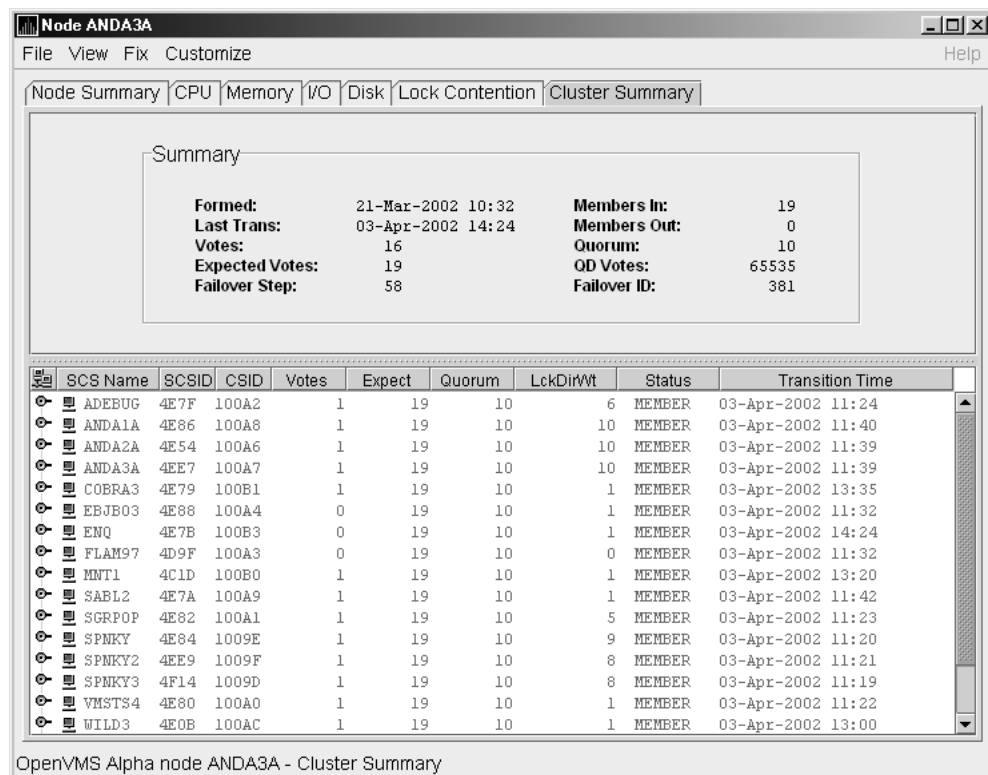 Node ANDA3A
File View Fix Customize Help
Node Summary CPU Memory I/O Disk Lock Contention Cluster Summary
Summary
Formed: 21-Mar-2002 10:32 Members In: 19
Last Trans: 03-Apr-2002 14:24 Members Out: 0
Votes: 16 Quorum: 10
Expected Votes: 19 QD Votes: 65535
Failover Step: 58 Failover ID: 381
SCS Name SCSID CSID Votes Expect Quorum LckDirWt Status Transition Time
ADEBUG 4E7F 100A2 1 19 10 6 MEMBER 03-Apr-2002 11:24
ANDA1A 4E86 100A8 1 19 10 10 MEMBER 03-Apr-2002 11:40
ANDA2A 4E54 100A6 1 19 10 10 MEMBER 03-Apr-2002 11:39
ANDA3A 4EE7 100A7 1 19 10 10 MEMBER 03-Apr-2002 11:39
COBRA3 4E79 100B1 1 19 10 1 MEMBER 03-Apr-2002 13:35
EBJB03 4E88 100A4 0 19 10 1 MEMBER 03-Apr-2002 11:32
ENQ 4E7B 100B3 0 19 10 1 MEMBER 03-Apr-2002 14:24
FLAM97 4D9F 100A3 0 19 10 0 MEMBER 03-Apr-2002 11:32
MNT1 4C1D 100B0 1 19 10 1 MEMBER 03-Apr-2002 13:20
SABL2 4E7A 100A9 1 19 10 1 MEMBER 03-Apr-2002 11:42
SGRPOP 4E82 100A1 1 19 10 5 MEMBER 03-Apr-2002 11:23
SPNKY 4E84 1009E 1 19 10 9 MEMBER 03-Apr-2002 11:20
SPNKY2 4EE9 1009F 1 19 10 8 MEMBER 03-Apr-2002 11:21
SPNKY3 4F14 1009D 1 19 10 8 MEMBER 03-Apr-2002 11:19
VMSTS4 4E80 100A0 1 19 10 1 MEMBER 03-Apr-2002 11:22
WILD3 4E0B 100AC 1 19 10 1 MEMBER 03-Apr-2002 13:00
OpenVMS Alpha node ANDA3A - Cluster Summary